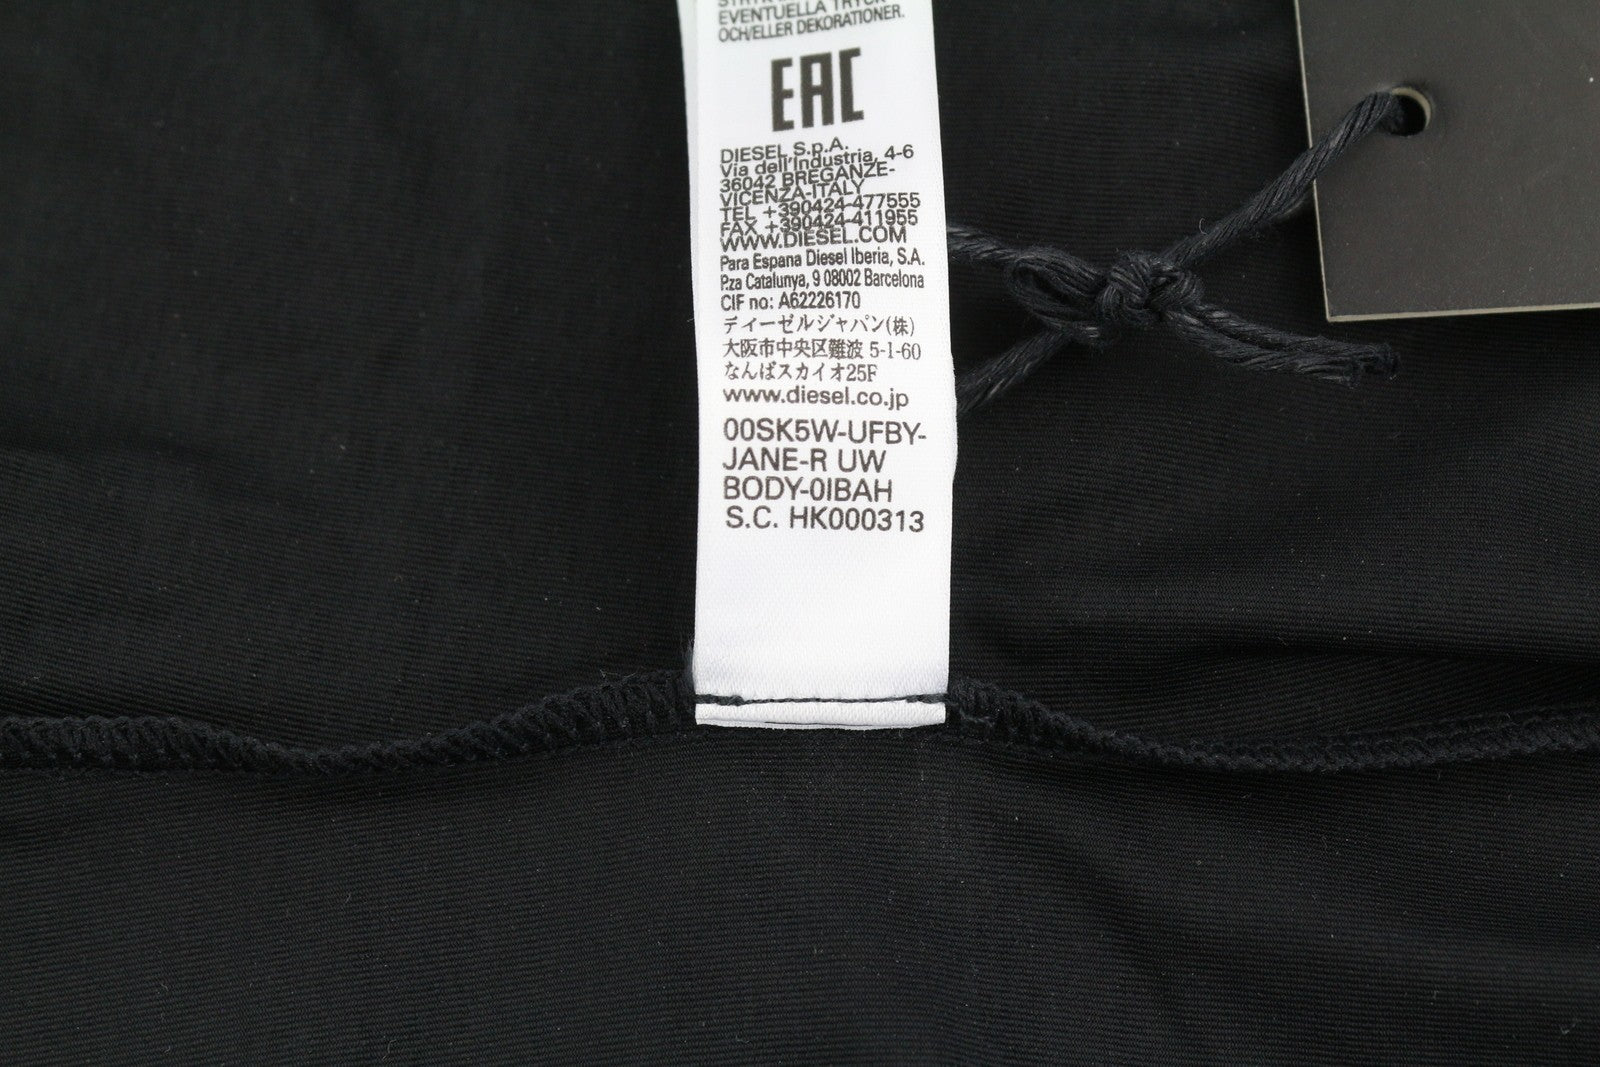 EVENTUELLA TRYCK
OCH/ELLER DEKORATIONER.
EAC
DIESEL S.p.A.
Via dell'Industria, 4-6
36042 BREGANZE-
VICENZA-ITALY
TEL +390424-477555
FAX +390424-411955
WWW.DIESEL.COM
Para Espana Diesel Iberia, S.A.
P.za Catalunya, 9 08002 Barcelona
CIF no: A62226170
ディーゼルジャパン(株)
大阪市中央区難波 5-1-60
なんばスカイオ25F
www.diesel.co.jp
00SK5W-UFBY-
JANE-R UW
BODY-0IBAH
S.C. HK000313